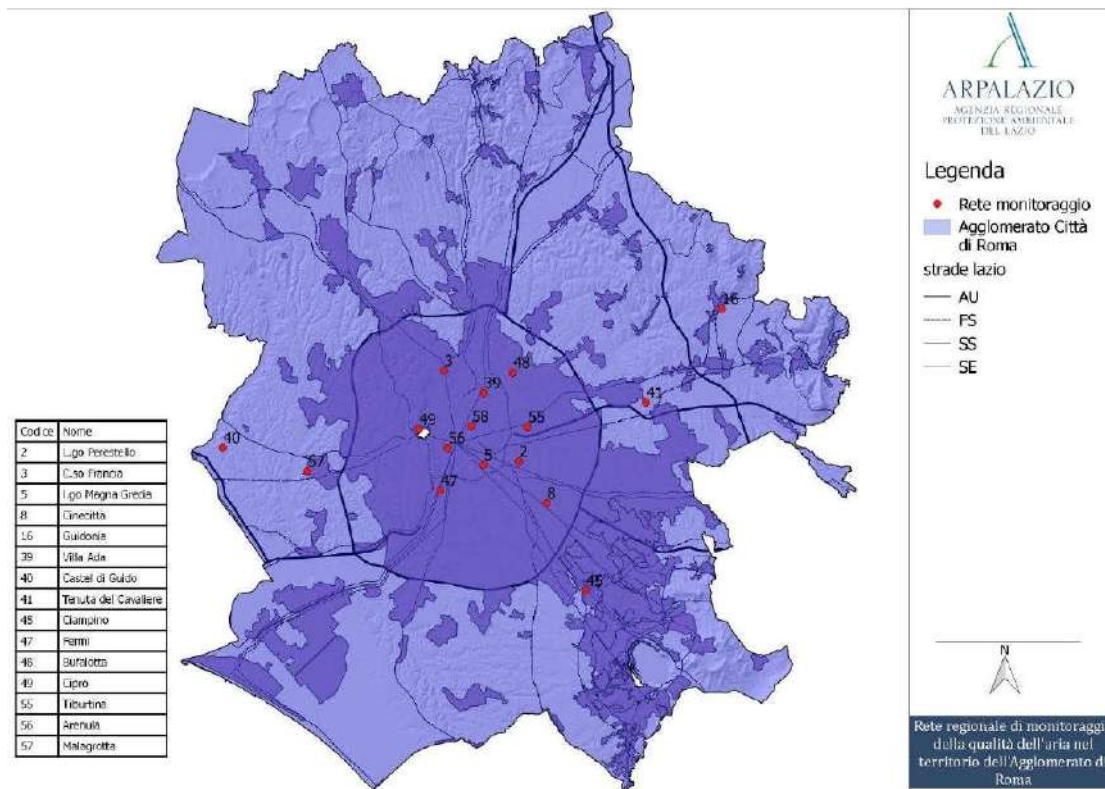 Codice Nome
2 L.go Perestello
3 C.so Francia
5 l.go Magna Grecia
8 Cinecittà
16 Guidonia
39 Villa Ada
40 Castel di Guido
41 Tenuta del Cavaliere
45 Ciampino
47 Fermi
48 Bufalotta
49 Cipro
55 Tiburtina
56 Arenula
57 Malagrotta
16
3
48
39
41
49
58
55
40
56
57
5
2
47
8
45
ARPALAZIO
AGENZIA REGIONALE
PROTEZIONE AMBIENTALE
DEL LAZIO
Legenda
Rete monitoraggio
Agglomerato Città
di Roma
strade lazio
AU
FS
SS
SE
N
Rete regionale di monitoraggi
della qualità dell'aria nel
territorio dell'Agglomerato di
Roma